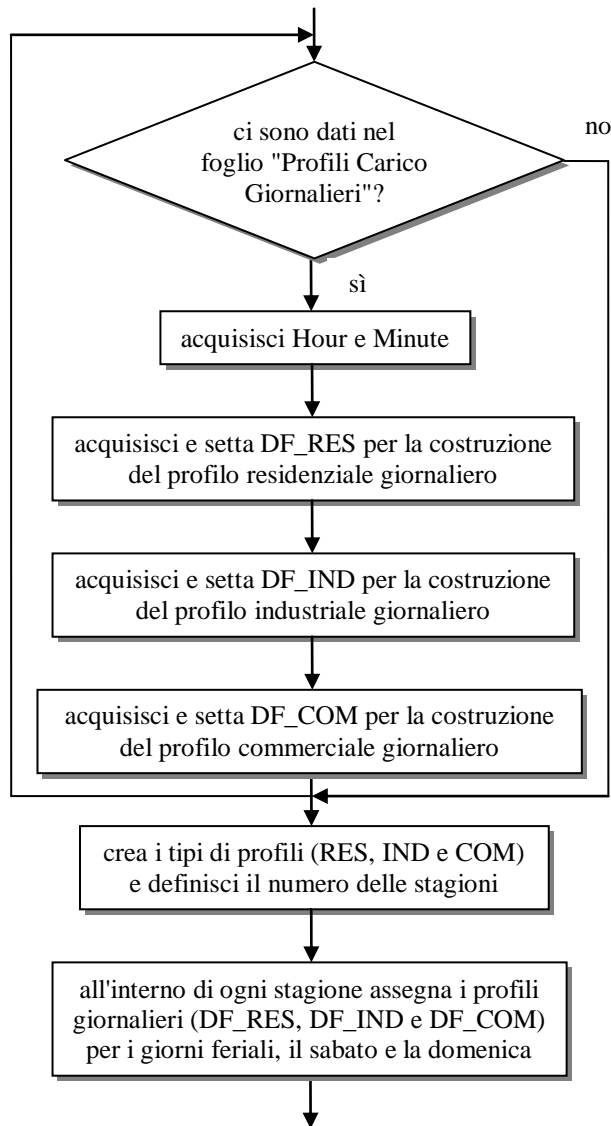 ci sono dati nel
foglio "Profili Carico
Giornalieri"?
no
sì
acquisisci Hour e Minute
acquisisci e setta DF_RES per la costruzione
del profilo residenziale giornaliero
acquisisci e setta DF_IND per la costruzione
del profilo industriale giornaliero
acquisisci e setta DF_COM per la costruzione
del profilo commerciale giornaliero
crea i tipi di profili (RES, IND e COM)
e definisci il numero delle stagioni
all'interno di ogni stagione assegna i profili
giornalieri (DF_RES, DF_IND e DF_COM)
per i giorni feriali, il sabato e la domenica